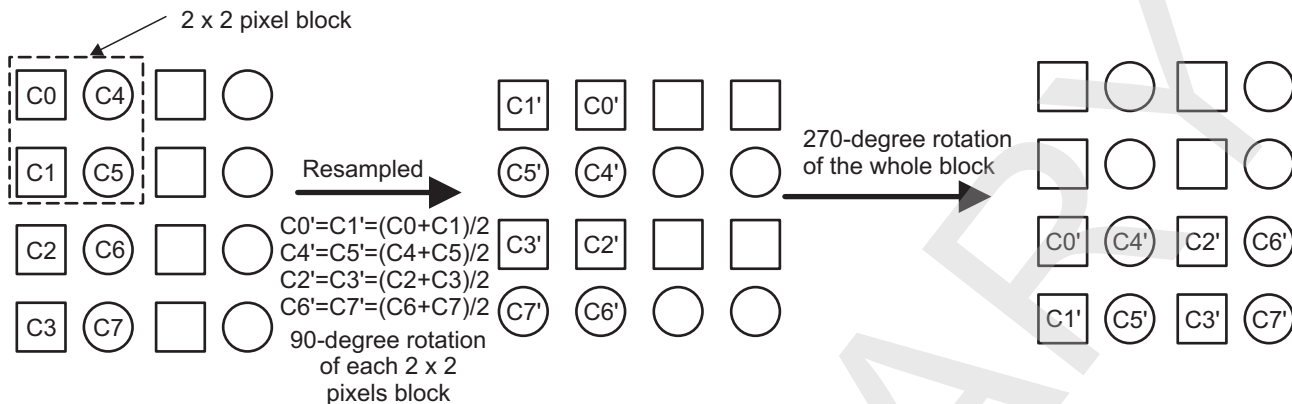 2 x 2 pixel block
C0 C4
C1 C5
C2 C6
C3 C7
Resampled
C0'=C1'=(C0+C1)/2
C4'=C5'=(C4+C5)/2
C2'=C3'=(C2+C3)/2
C6'=C7'=(C6+C7)/2
90-degree rotation
of each 2 x 2
pixels block
C1' C0'
C5' C4'
C3' C2'
C7' C6'
270-degree rotation
of the whole block
C0' C4' C2' C6'
C1' C5' C3' C7'